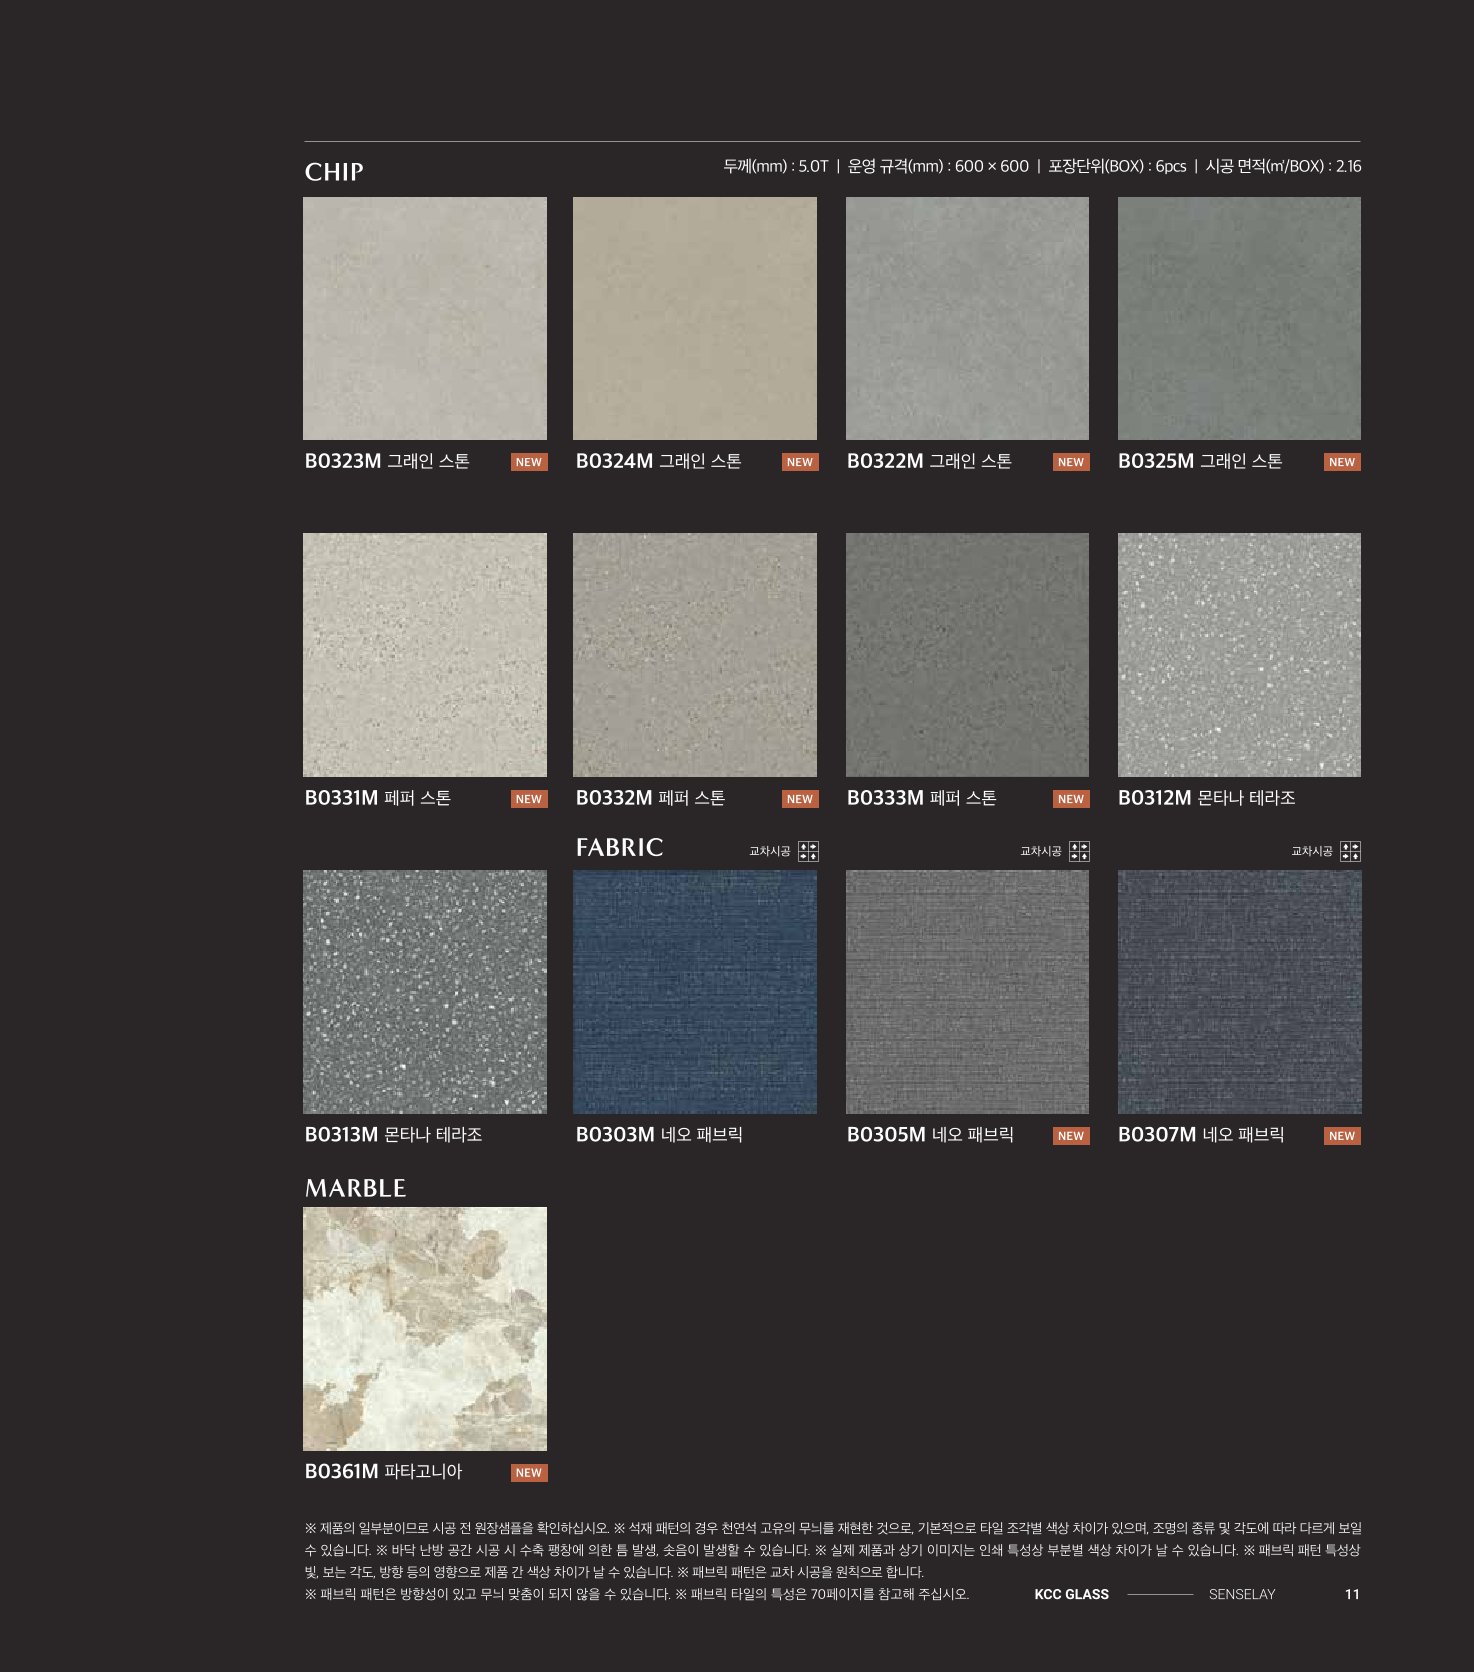 CHIP
두께(mm) : 5.0T | 운영 규격(mm) : 600 × 600 | 포장단위(BOX) : 6pcs | 시공 면적(㎡/BOX) : 2.16
B0323M 그래인 스톤 NEW
B0324M 그래인 스톤 NEW
B0322M 그래인 스톤 NEW
B0325M 그래인 스톤 NEW
B0331M 페퍼 스톤 NEW
B0332M 페퍼 스톤 NEW
B0333M 페퍼 스톤 NEW
B0312M 몬타나 테라조
FABRIC
교차시공
교차시공
교차시공
B0313M 몬타나 테라조
B0303M 네오 패브릭
B0305M 네오 패브릭 NEW
B0307M 네오 패브릭 NEW
MARBLE
B0361M 파타고니아 NEW
※ 제품의 일부분이므로 시공 전 원장샘플을 확인하십시오. ※ 석재 패턴의 경우 천연석 고유의 무늬를 재현한 것으로, 기본적으로 타일 조각별 색상 차이가 있으며, 조명의 종류 및 각도에 따라 다르게 보일
수 있습니다. ※ 바닥 난방 공간 시공 시 수축 팽창에 의한 틈 발생, 솟음이 발생할 수 있습니다. ※ 실제 제품과 상기 이미지는 인쇄 특성상 부분별 색상 차이가 날 수 있습니다. ※ 패브릭 패턴 특성상
빛, 보는 각도, 방향 등의 영향으로 제품 간 색상 차이가 날 수 있습니다. ※ 패브릭 패턴은 교차 시공을 원칙으로 합니다.
※ 패브릭 패턴은 방향성이 있고 무늬 맞춤이 되지 않을 수 있습니다. ※ 패브릭 타일의 특성은 70페이지를 참고해 주십시오.
KCC GLASS SENSELAY 11